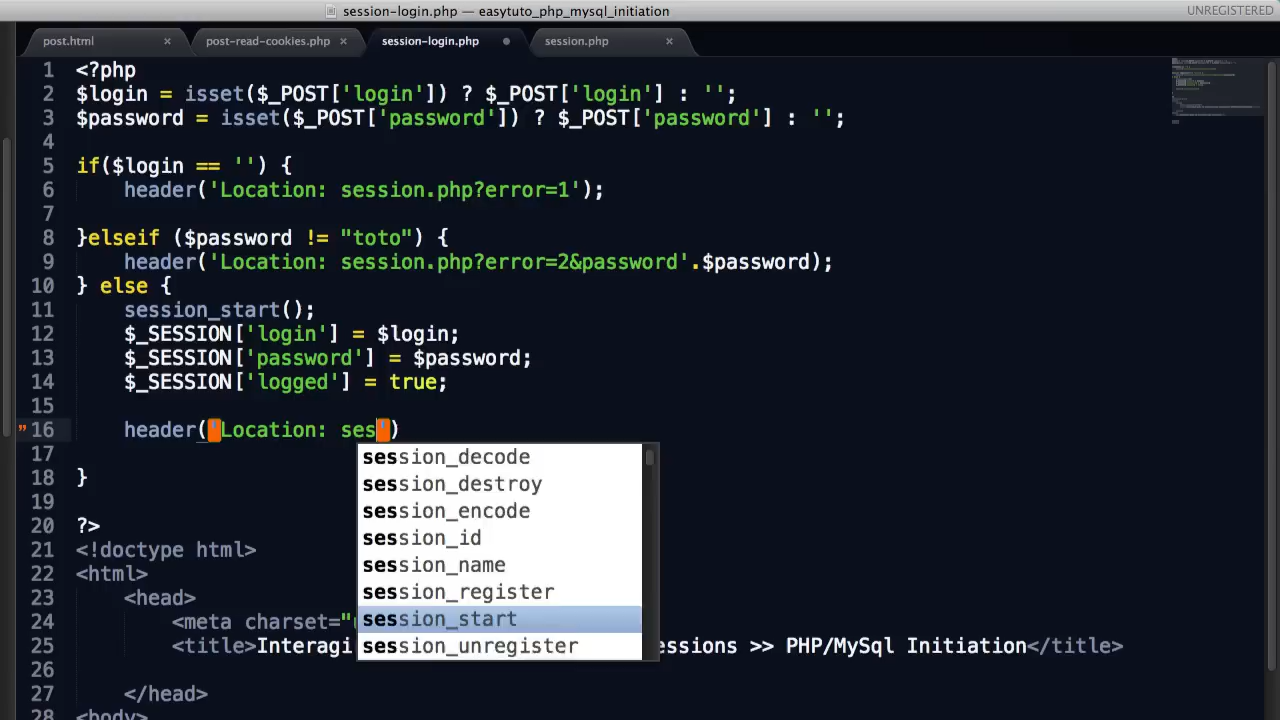 session-login.php — easytuto_php_mysql_initiation
UNREGISTERED
post.html × post-read-cookies.php × session-login.php session.php ×
1 <?php
2 $login = isset($_POST['login']) ? $_POST['login'] : '';
3 $password = isset($_POST['password']) ? $_POST['password'] : '';
4
5 if($login == '') {
6 header('Location: session.php?error=1');
7
8 }elseif ($password != "toto") {
9 header('Location: session.php?error=2&password'.$password);
10 } else {
11 session_start();
12 $_SESSION['login'] = $login;
13 $_SESSION['password'] = $password;
14 $_SESSION['logged'] = true;
15
16 header('Location: ses')
17
18 }
19
20 ?>
21 <!doctype html>
22 <html>
23 <head>
24 <meta charset="
25 <title>Interagi essions >> PHP/MySql Initiation</title>
26
27 </head>
28 <body>
session_decode
session_destroy
session_encode
session_id
session_name
session_register
session_start
session_unregister